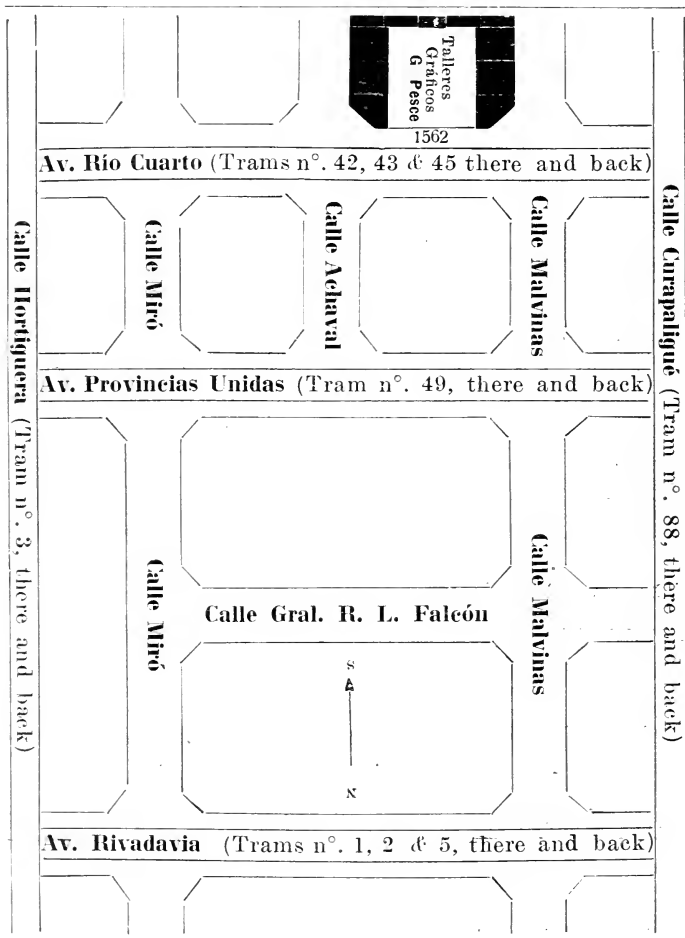 Talleres
Gráficos
G Pesce
1562
Av. Río Cuarto (Trams n°. 42, 43 & 45 there and back)
Calle Hortiguera (Tram n°. 3, there and back)
Calle Miró
Calle Achaval
Calle Malvinas
Calle Curapaligué (Tram n°. 88, there and back)
Av. Provincias Unidas (Tram n°. 49, there and back)
Calle Miró
Calle Gral. R. L. Falcón
Calle Malvinas
S
N
Av. Rivadavia (Trams n°. 1, 2 & 5, there and back)